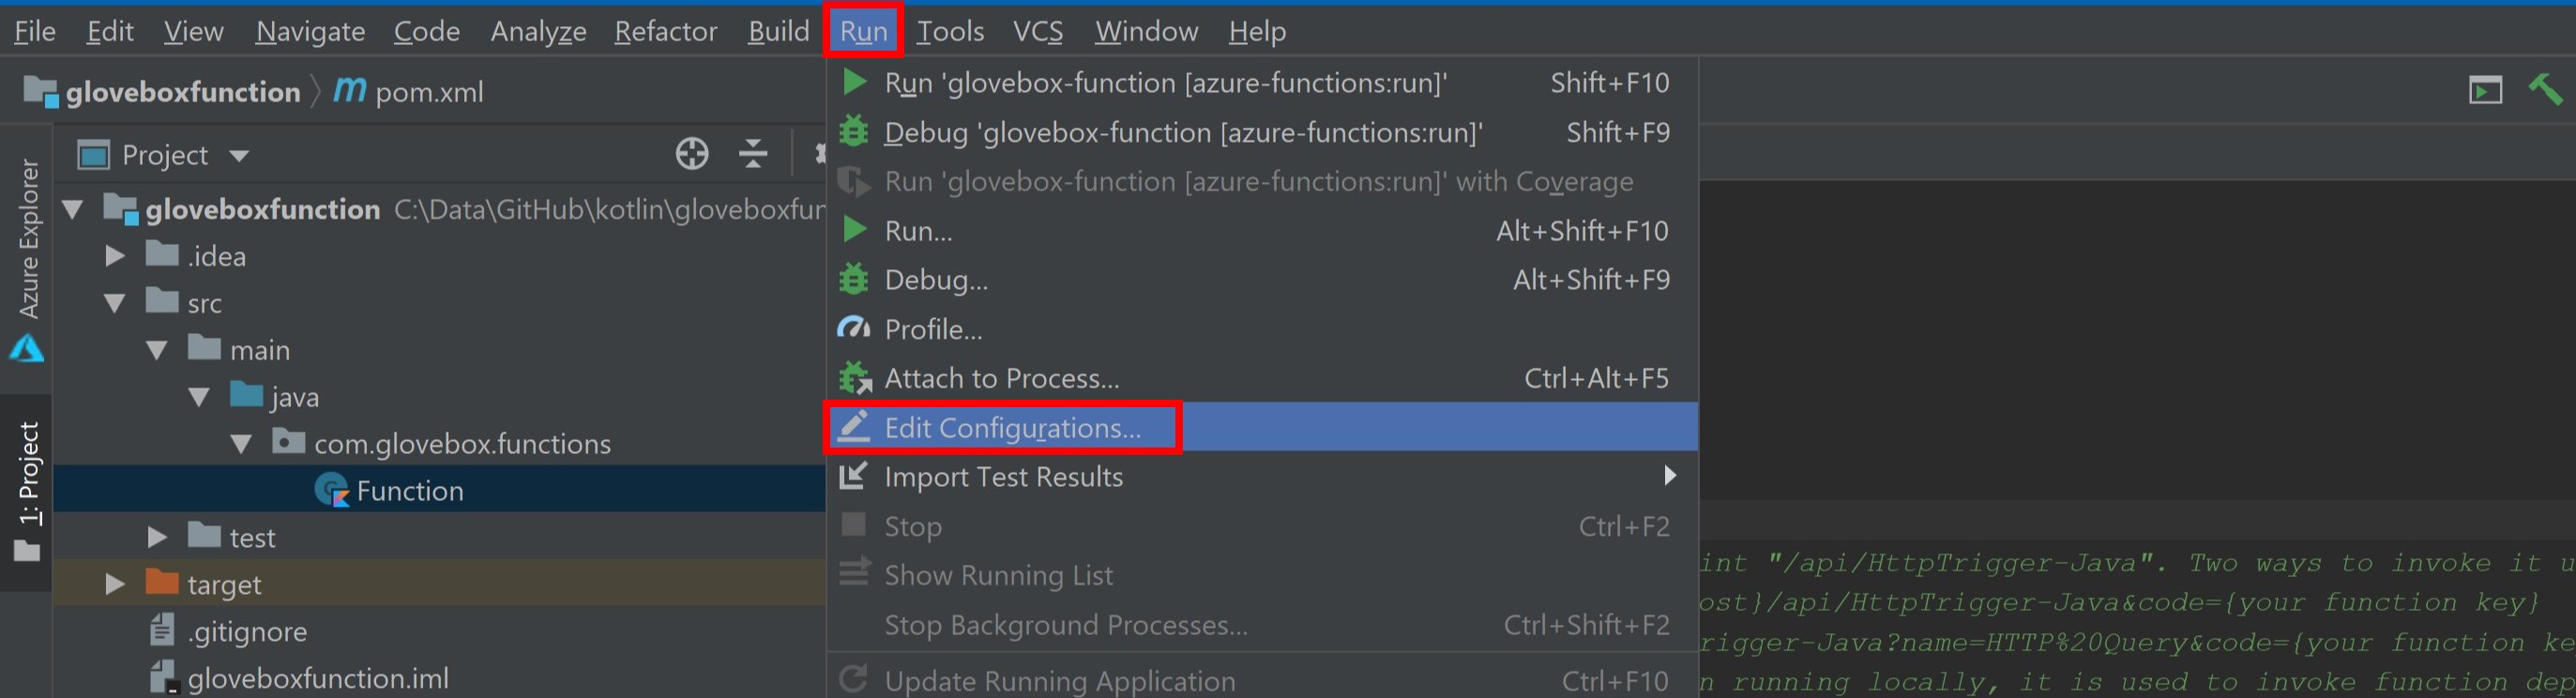 File Edit View Navigate Code Analyze Refactor Build Run Tools VCS Window Help
gloveboxfunction m pom.xml
Azure Explorer
1: Project
Project
gloveboxfunction C:\Data\GitHub\kotlin\gloveboxfun
.idea
src
main
java
com.glovebox.functions
Function
test
target
.gitignore
gloveboxfunction.iml
Run 'glovebox-function [azure-functions:run]' Shift+F10
Debug 'glovebox-function [azure-functions:run]' Shift+F9
Run 'glovebox-function [azure-functions:run]' with Coverage
Run... Alt+Shift+F10
Debug... Alt+Shift+F9
Profile...
Attach to Process... Ctrl+Alt+F5
Edit Configurations...
Import Test Results
Stop Ctrl+F2
Show Running List
Stop Background Processes... Ctrl+Shift+F2
Update Running Application Ctrl+F10
int "/api/HttpTrigger-Java". Two ways to invoke it u
ost}/api/HttpTrigger-Java&code={your function key}
rigger-Java?name=HTTP%20Query&code={your function ke
n running locally, it is used to invoke function dep